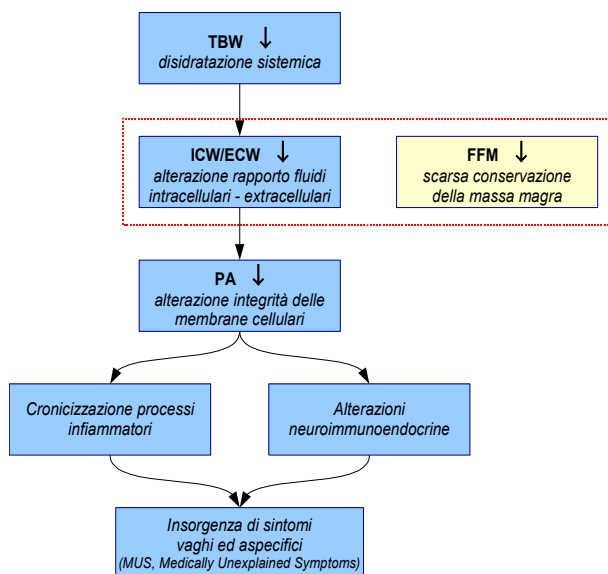 TBW ↓
disidratazione sistemica
ICW/ECW ↓
alterazione rapporto fluidi
intracellulari - extracellulari
FFM ↓
scarsa conservazione
della massa magra
PA ↓
alterazione integrità delle
membrane cellulari
Cronicizzazione processi
infiammatori
Alterazioni
neuroimmunoendocrine
Insorgenza di sintomi
vaghi ed aspecifici
(MUS, Medically Unexplained Symptoms)